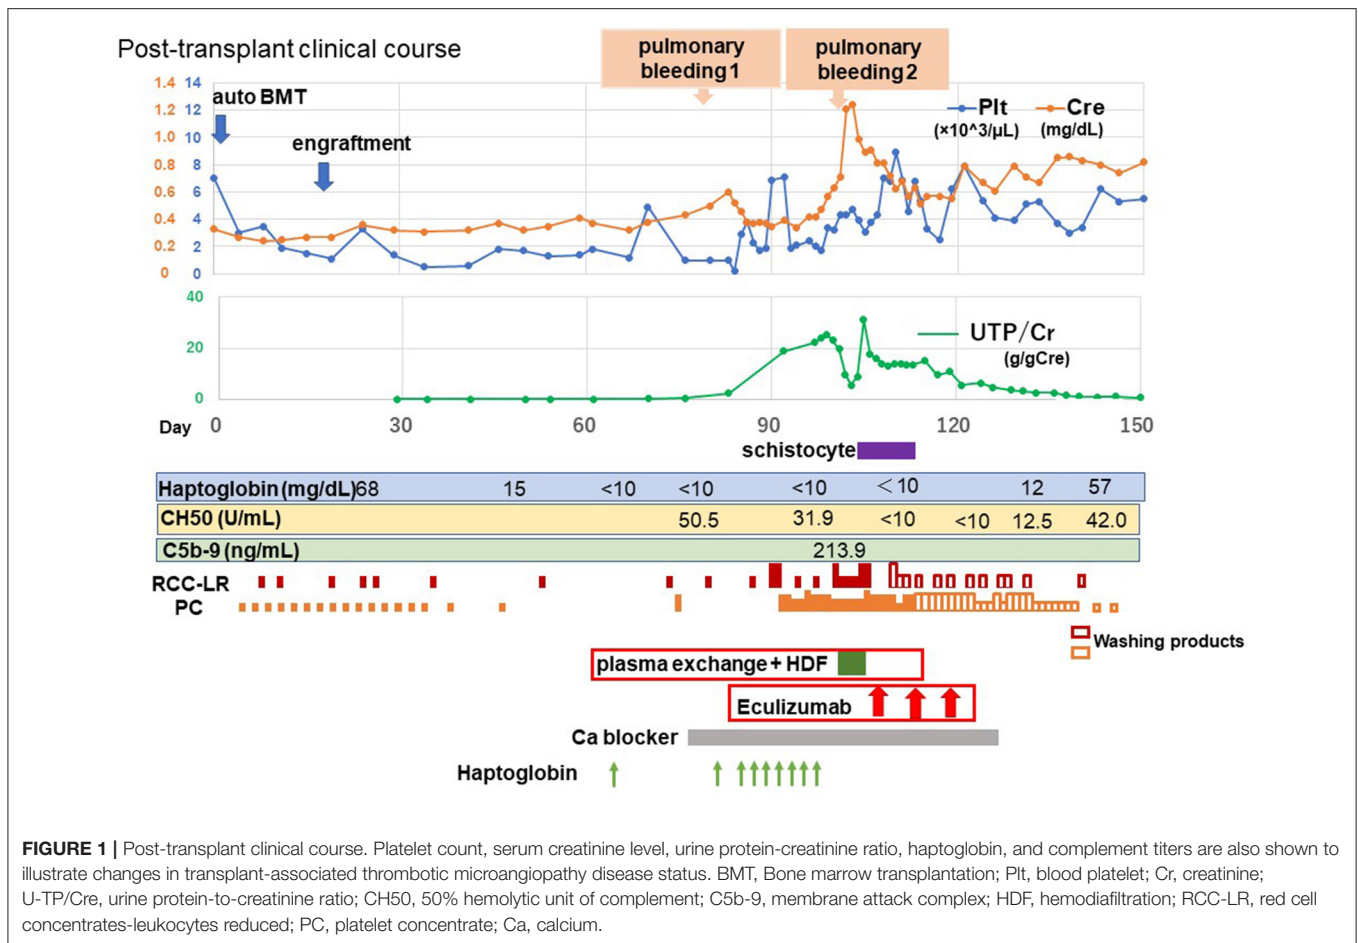 Post-transplant clinical course
pulmonary
bleeding1
pulmonary
bleeding2
1.4 14
1.2 12
1.0 10
0.8 8
0.6 6
0.4 4
0.2 2
0 0
auto BMT
engraftment
Plt
(×10^3/μL)
Cre
(mg/dL)
40
20
0
UTP/Cr
(g/gCre)
Day 0 30 60 90 120 150
schistocyte
Haptoglobin (mg/dL) 68 15 <10 <10 <10 <10 12 57
CH50 (U/mL) 50.5 31.9 <10 <10 12.5 42.0
C5b-9 (ng/mL) 213.9
RCC-LR
PC
Washing products
plasma exchange + HDF
Eculizumab
Ca blocker
Haptoglobin
FIGURE 1 | Post-transplant clinical course. Platelet count, serum creatinine level, urine protein-creatinine ratio, haptoglobin, and complement titers are also shown to
illustrate changes in transplant-associated thrombotic microangiopathy disease status. BMT, Bone marrow transplantation; Plt, blood platelet; Cr, creatinine;
U-TP/Cre, urine protein-to-creatinine ratio; CH50, 50% hemolytic unit of complement; C5b-9, membrane attack complex; HDF, hemodiafiltration; RCC-LR, red cell
concentrates-leukocytes reduced; PC, platelet concentrate; Ca, calcium.